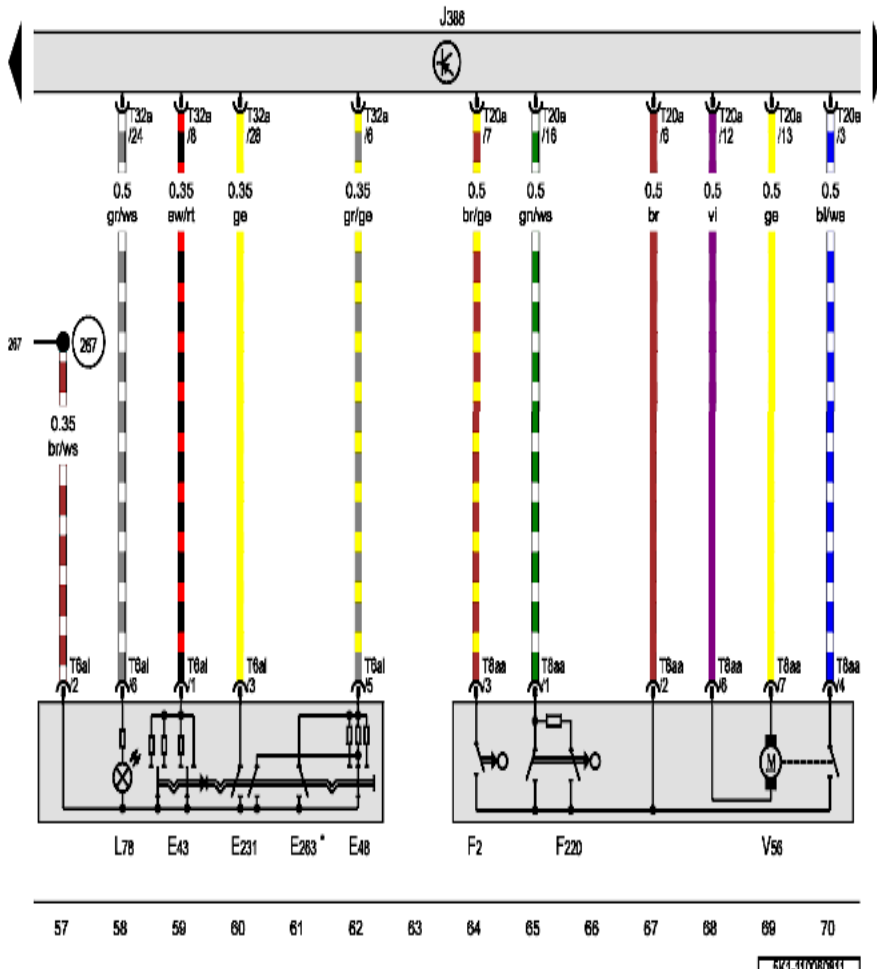 J386
T32a T32a T32a T32a T20a T20a T20a T20a T20a T20a
/24 /8 /28 /6 /7 /16 /6 /12 /13 /3
0.5 0.35 0.35 0.35 0.5 0.5 0.5 0.5 0.5 0.5
gr/ws sw/rt ge gr/ge br/ge gn/ws br vi ge bl/ws
267 267
0.35
br/ws
T6al T6al T6al T6al T6al T8aa T8aa T8aa T8aa T8aa T8aa
/2 /6 /1 /3 /5 /3 /1 /2 /6 /7 /4
M
L78 E43 E231 E263 * E48 F2 F220 V56
57 58 59 60 61 62 63 64 65 66 67 68 69 70